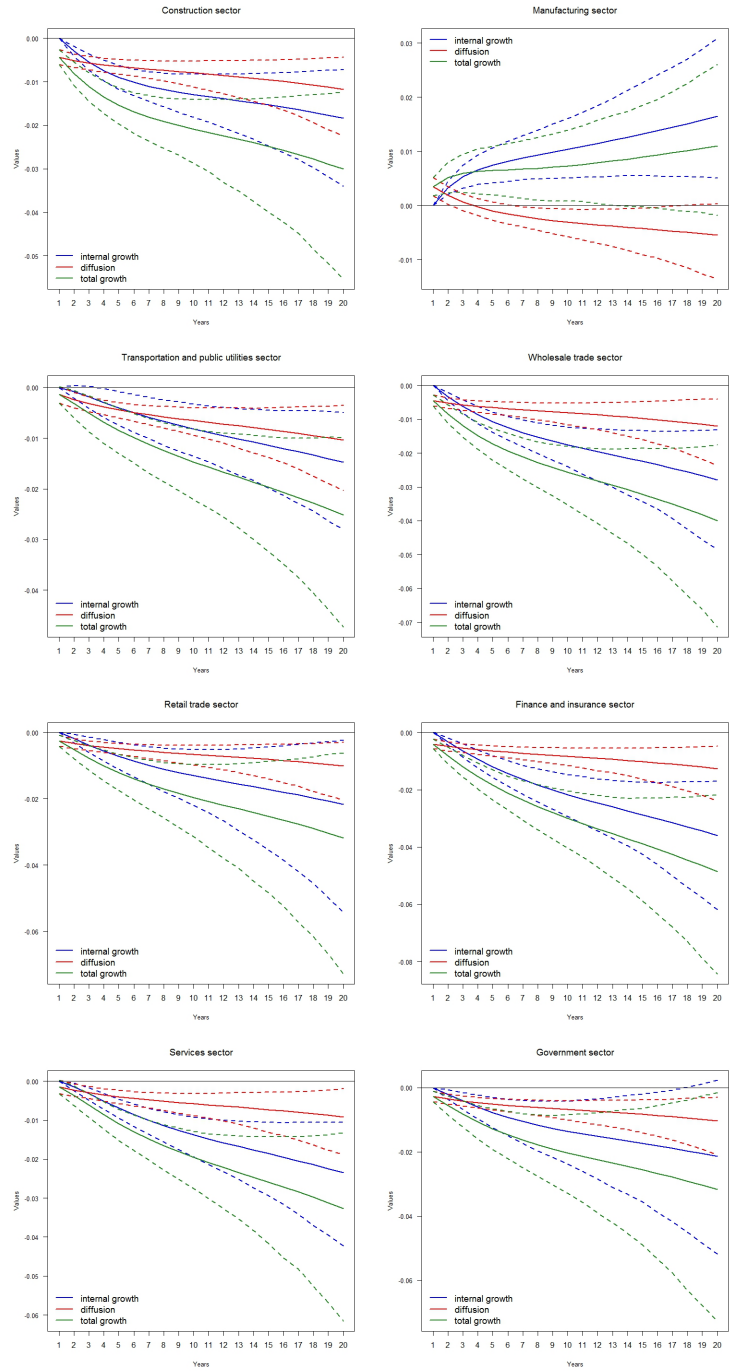 Construction sector
0.00
-0.01
-0.02
-0.03
-0.04
-0.05
Values
internal growth
diffusion
total growth
1 2 3 4 5 6 7 8 9 10 11 12 13 14 15 16 17 18 19 20
Years
Manufacturing sector
0.03
0.02
0.01
0.00
-0.01
Values
internal growth
diffusion
total growth
1 2 3 4 5 6 7 8 9 10 11 12 13 14 15 16 17 18 19 20
Years
Transportation and public utilities sector
0.00
-0.01
-0.02
-0.03
-0.04
Values
internal growth
diffusion
total growth
1 2 3 4 5 6 7 8 9 10 11 12 13 14 15 16 17 18 19 20
Years
Wholesale trade sector
0.00
-0.01
-0.02
-0.03
-0.04
-0.05
-0.06
-0.07
Values
internal growth
diffusion
total growth
1 2 3 4 5 6 7 8 9 10 11 12 13 14 15 16 17 18 19 20
Years
Retail trade sector
0.00
-0.02
-0.04
-0.06
Values
internal growth
diffusion
total growth
1 2 3 4 5 6 7 8 9 10 11 12 13 14 15 16 17 18 19 20
Years
Finance and insurance sector
0.00
-0.02
-0.04
-0.06
-0.08
Values
internal growth
diffusion
total growth
1 2 3 4 5 6 7 8 9 10 11 12 13 14 15 16 17 18 19 20
Years
Services sector
0.00
-0.01
-0.02
-0.03
-0.04
-0.05
-0.06
Values
internal growth
diffusion
total growth
1 2 3 4 5 6 7 8 9 10 11 12 13 14 15 16 17 18 19 20
Years
Government sector
0.00
-0.02
-0.04
-0.06
Values
internal growth
diffusion
total growth
1 2 3 4 5 6 7 8 9 10 11 12 13 14 15 16 17 18 19 20
Years